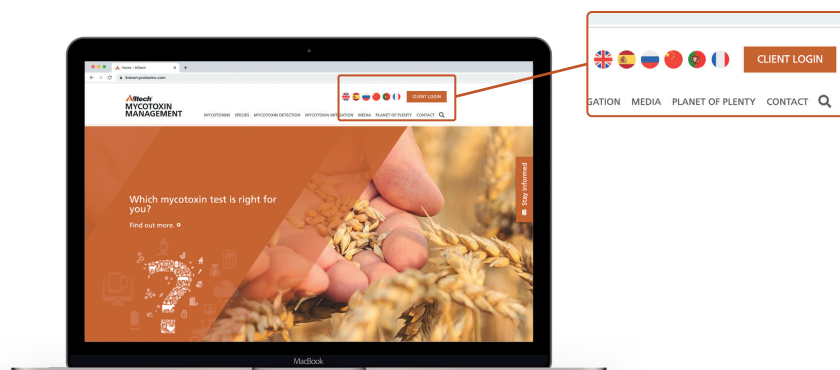 Home - Alltech
knowmycotoxins.com
Alltech
MYCOTOXIN
MANAGEMENT
CLIENT LOGIN
MYCOTOXINS SPECIES MYCOTOXIN DETECTION MYCOTOXIN MITIGATION MEDIA PLANET OF PLENTY CONTACT
Which mycotoxin test is right for
you?
Find out more.
Stay informed
MacBook
CLIENT LOGIN
GATION MEDIA PLANET OF PLENTY CONTACT